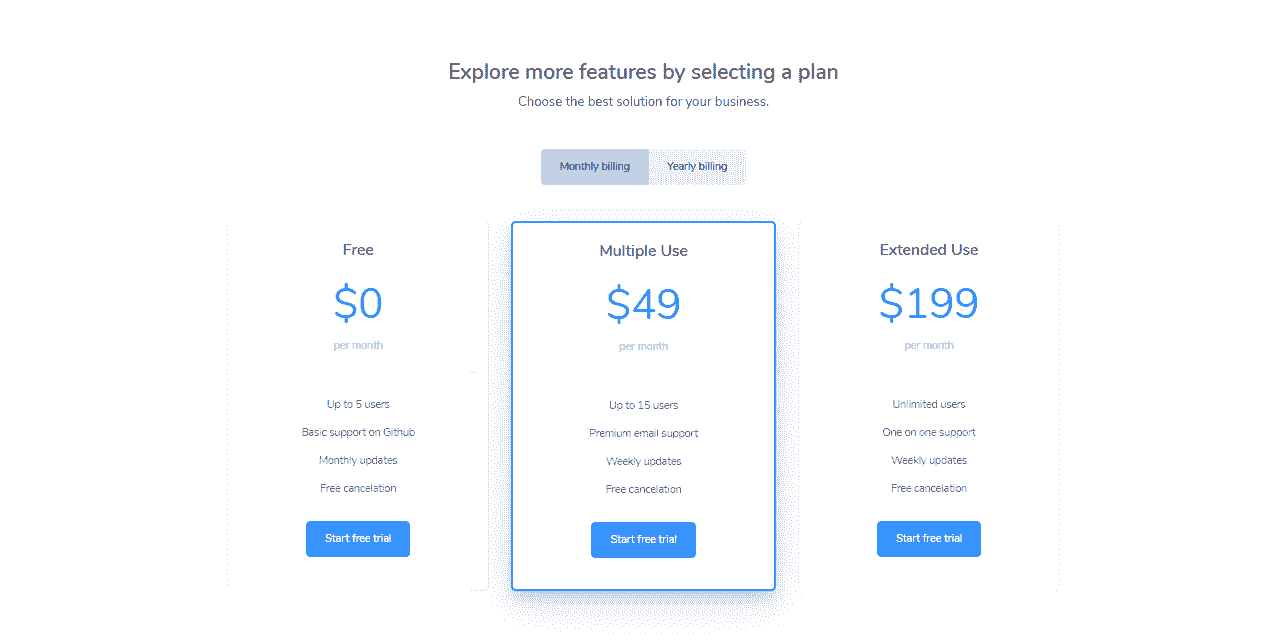 Explore more features by selecting a plan
Choose the best solution for your business.
Monthly billing
Yearly billing
Free
$0
per month
Up to 5 users
Basic support on Github
Monthly updates
Free cancelation
Start free trial
Multiple Use
$49
per month
Up to 15 users
Premium email support
Weekly updates
Free cancelation
Start free trial
Extended Use
$199
per month
Unlimited users
One on one support
Weekly updates
Free cancelation
Start free trial